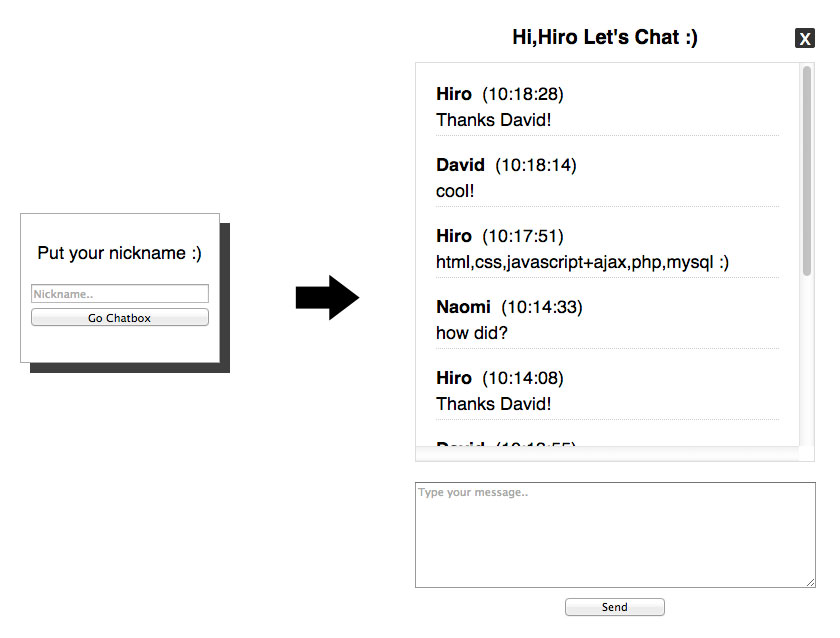 Put your nickname :)
Nickname..
Go Chatbox
Hi,Hiro Let's Chat :)
X
Hiro (10:18:28)
Thanks David!
David (10:18:14)
cool!
Hiro (10:17:51)
html,css,javascript+ajax,php,mysql :)
Naomi (10:14:33)
how did?
Hiro (10:14:08)
Thanks David!
David
Type your message..
Send